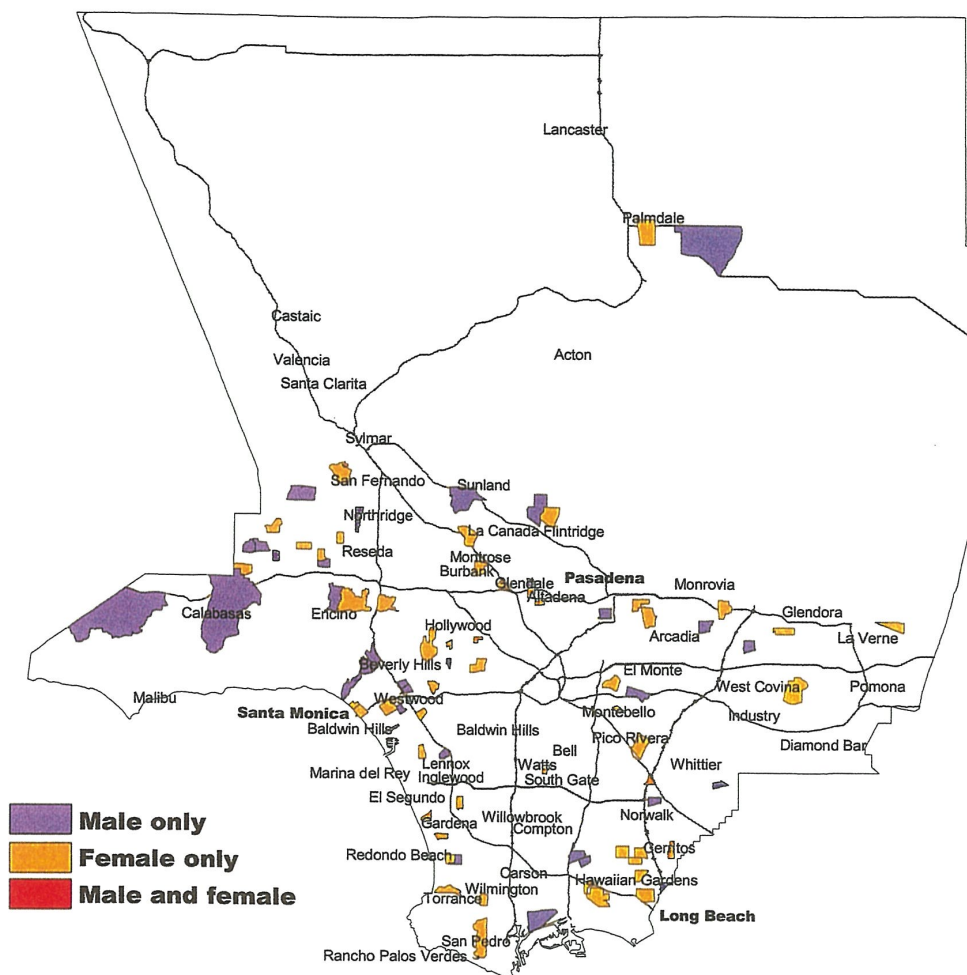 Lancaster
Palmdale
Castaic
Acton
Valencia
Santa Clarita
Sylmar
San Fernando
Sunland
Northridge
La Canada Flintridge
Reseda
Montrose
Burbank
Pasadena
Glendale
Monrovia
Altadena
Calabasas
Encino
Glendora
Hollywood
Arcadia
La Verne
Beverly Hills
El Monte
Malibu
Westwood
West Covina
Pomona
Santa Monica
Montebello
Industry
Baldwin Hills
Baldwin Hills
Pico Rivera
Diamond Bar
Bell
Lennox
Watts
Whittier
Marina del Rey
Inglewood
South Gate
El Segundo
Norwalk
Willowbrook
Gardena
Compton
Male only
Redondo Beach
Cerritos
Female only
Carson
Hawaiian Gardens
Wilmington
Male and female
Torrance
Long Beach
San Pedro
Rancho Palos Verdes